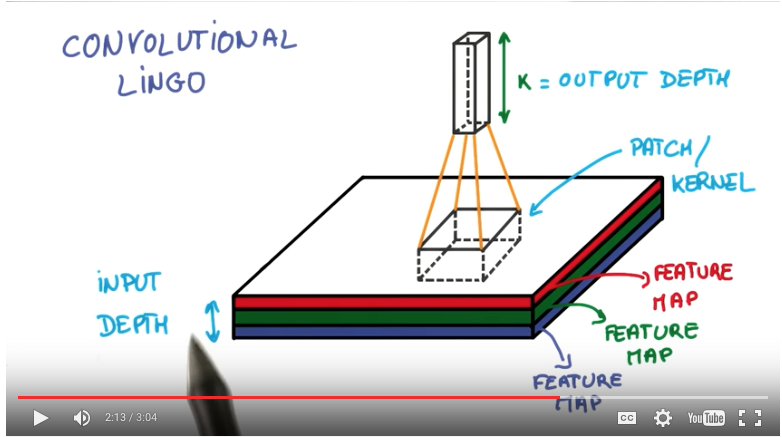 CONVOLUTIONAL
LINGO
K = OUTPUT DEPTH
PATCH/
KERNEL
INPUT
DEPTH
FEATURE
MAP
FEATURE
MAP
FEATURE
MAP
2:13 / 3:04
CC
YouTube